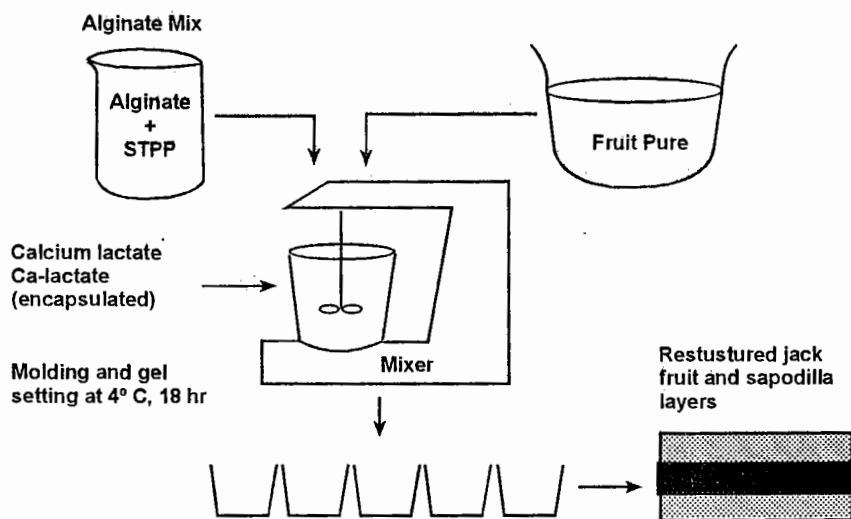 Alginate Mix
Alginate
+
STPP
Fruit Pure
Calcium lactate
Ca-lactate
(encapsulated)
Mixer
Molding and gel
setting at 4º C, 18 hr
Restustured jack
fruit and sapodilla
layers